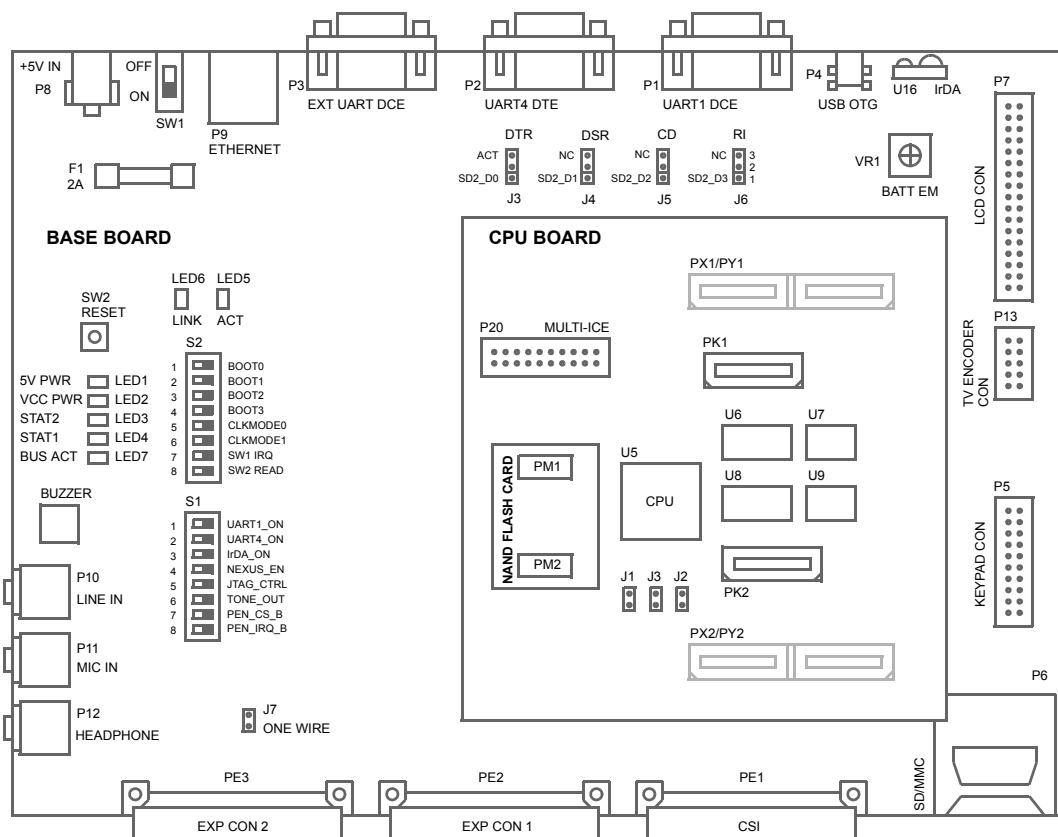 +5V IN
P8
OFF
ON
SW1
P9
ETHERNET
P3
EXT UART DCE
P2
UART4 DTE
P1
UART1 DCE
P4
USB OTG
U16 IrDA
P7
LCD CON
F1
2A
DTR
ACT
SD2_D0
J3
DSR
NC
SD2_D1
J4
CD
NC
SD2_D2
J5
RI
NC 3
2
SD2_D3 1
J6
VR1
BATT EM
BASE BOARD
CPU BOARD
LED6 LED5
LINK ACT
SW2
RESET
PX1/PY1
P20 MULTI-ICE
PK1
P13
TV ENCODER
CON
S2
1 BOOT0
2 BOOT1
3 BOOT2
4 BOOT3
5 CLKMODE0
6 CLKMODE1
7 SW1 IRQ
8 SW2 READ
5V PWR LED1
VCC PWR LED2
STAT2 LED3
STAT1 LED4
BUS ACT LED7
U6 U7
U5
CPU
U8 U9
NAND FLASH CARD
PM1
PM2
BUZZER
S1
1 UART1_ON
2 UART4_ON
3 IrDA_ON
4 NEXUS_EN
5 JTAG_CTRL
6 TONE_OUT
7 PEN_CS_B
8 PEN_IRQ_B
P5
KEYPAD CON
P10
LINE IN
J1 J3 J2
PK2
P11
MIC IN
PX2/PY2
P6
P12
HEADPHONE
J7
ONE WIRE
SD/MMC
PE3
EXP CON 2
PE2
EXP CON 1
PE1
CSI